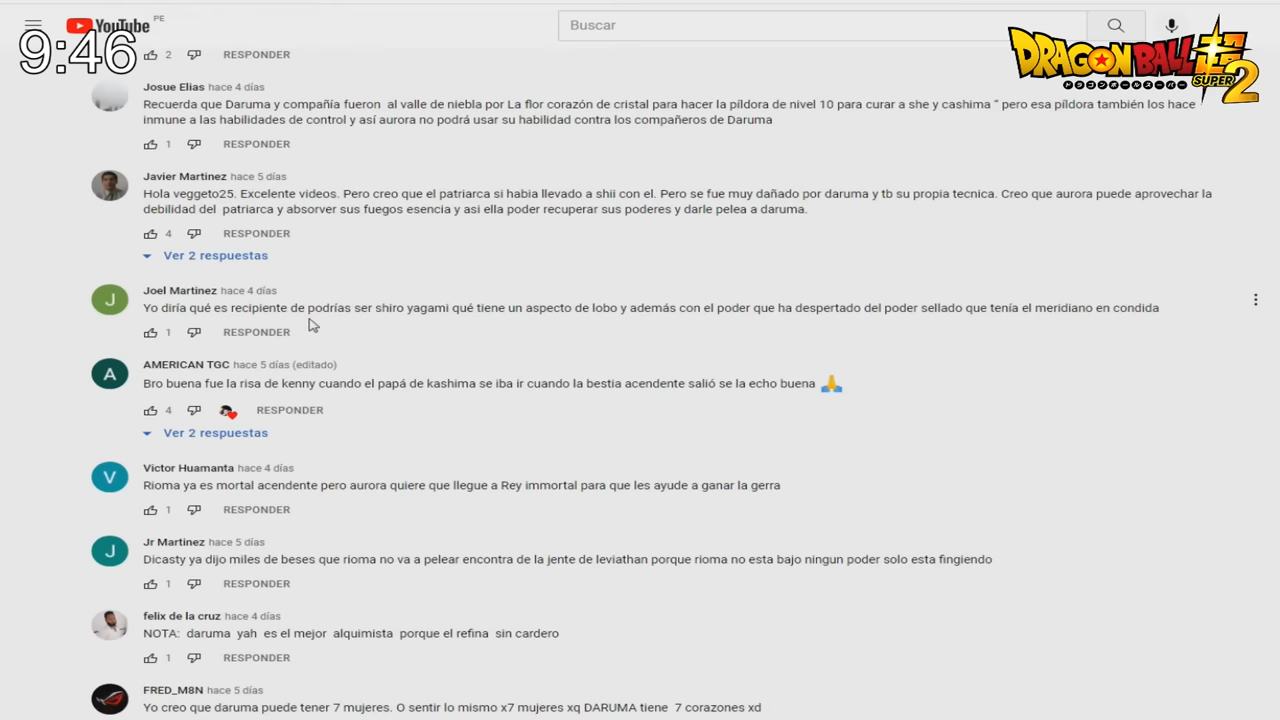 YouTube PE
Buscar
9:46
DRAGON BALL
ドラゴンボールスーパー
SUPER 2
2 RESPONDER
Josue Elias hace 4 días
Recuerda que Daruma y compañía fueron al valle de niebla por La flor corazón de cristal para hacer la píldora de nivel 10 para curar a she y cashima " pero esa píldora también los hace
inmune a las habilidades de control y así aurora no podrá usar su habilidad contra los compañeros de Daruma
1 RESPONDER
Javier Martinez hace 5 días
Hola veggeto25. Excelente videos. Pero creo que el patriarca si habia llevado a shii con el. Pero se fue muy dañado por daruma y tb su propia tecnica. Creo que aurora puede aprovechar la
debilidad del patriarca y absorver sus fuegos esencia y asi ella poder recuperar sus poderes y darle pelea a daruma.
4 RESPONDER
Ver 2 respuestas
J
Joel Martinez hace 4 días
Yo diría qué es recipiente de podrías ser shiro yagami qué tiene un aspecto de lobo y además con el poder que ha despertado del poder sellado que tenía el meridiano en condida
1 RESPONDER
A
AMERICAN TGC hace 5 días (editado)
Bro buena fue la risa de kenny cuando el papá de kashima se iba ir cuando la bestia acendente salió se la echo buena 🙏
4 RESPONDER
Ver 2 respuestas
V
Victor Huamanta hace 4 días
Rioma ya es mortal acendente pero aurora quiere que llegue a Rey immortal para que les ayude a ganar la gerra
1 RESPONDER
J
Jr Martinez hace 5 días
Dicasty ya dijo miles de beses que rioma no va a pelear encontra de la jente de leviathan porque rioma no esta bajo ningun poder solo esta fingiendo
1 RESPONDER
felix de la cruz hace 4 días
NOTA: daruma yah es el mejor alquimista porque el refina sin cardero
1 RESPONDER
FRED_M8N hace 5 días
Yo creo que daruma puede tener 7 mujeres. O sentir lo mismo x7 mujeres xq DARUMA tiene 7 corazones xd